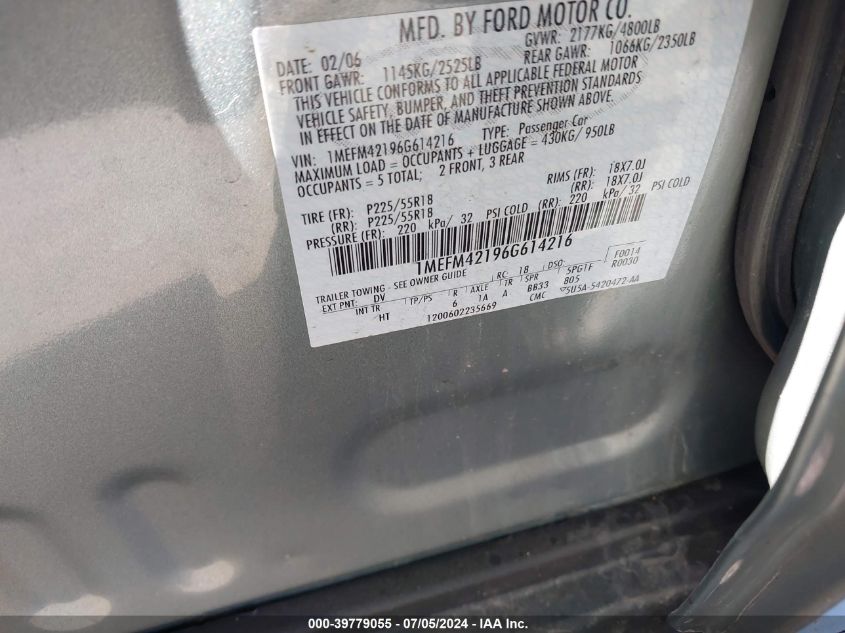 MFD. BY FORD MOTOR CO.
DATE: 02/06 GVWR: 2177KG/4800LB
FRONT GAWR: 1145KG/2525LB REAR GAWR: 1066KG/2350LB
THIS VEHICLE CONFORMS TO ALL APPLICABLE FEDERAL MOTOR
VEHICLE SAFETY, BUMPER, AND THEFT PREVENTION STANDARDS
IN EFFECT ON THE DATE OF MANUFACTURE SHOWN ABOVE.
VIN: 1MEFM42196G614216 TYPE: Passenger Car
MAXIMUM LOAD = OCCUPANTS + LUGGAGE = 430KG/ 950LB
OCCUPANTS = 5 TOTAL; 2 FRONT, 3 REAR
TIRE (FR): P225/55R18 RIMS (FR): 18X7.0J
(RR): P225/55R18 (RR): 18X7.0J
PRESSURE (FR): 220 kPa/ 32 PSI COLD (RR): 220 kPa/ 32 PSI COLD
1MEFM42196G614216
F0014
R0030
TRAILER TOWING - SEE OWNER GUIDE RC: 18 DSO:
EXT PNT: DV INT TR TP/PS R AXLE TR SPR 5PGTF
HT 6 1A A BB33 805
1200602235669 CMC 5U5A-5420472-AA
000-39779055 - 07/05/2024 - IAA Inc.